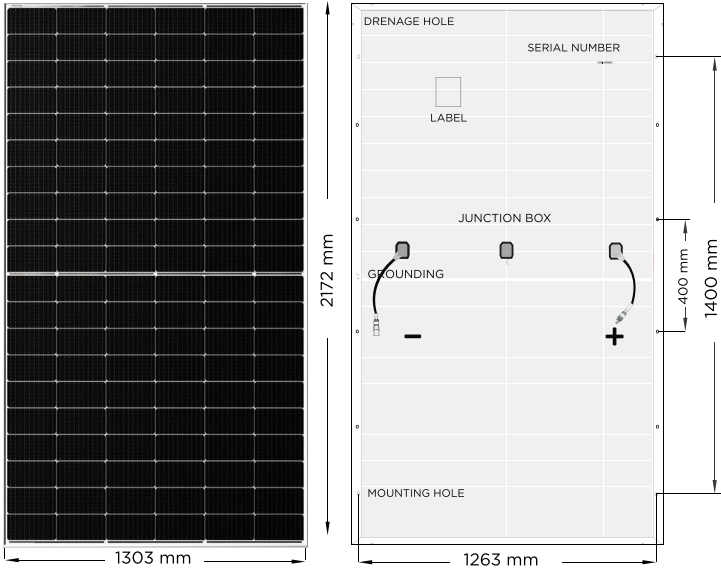 DRENAGE HOLE
SERIAL NUMBER
LABEL
JUNCTION BOX
GROUNDING
− +
MOUNTING HOLE
2172 mm
400 mm
1400 mm
1303 mm
1263 mm